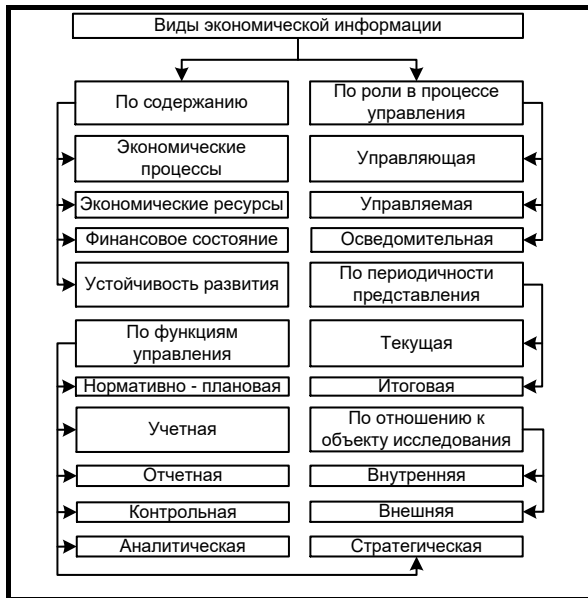 Виды экономической информации
По содержанию
По роли в процессе
управления
Экономические
процессы
Управляющая
Экономические ресурсы
Управляемая
Финансовое состояние
Осведомительная
Устойчивость развития
По периодичности
представления
По функциям
управления
Текущая
Нормативно - плановая
Итоговая
Учетная
По отношению к
объекту исследования
Отчетная
Внутренняя
Контрольная
Внешняя
Аналитическая
Стратегическая